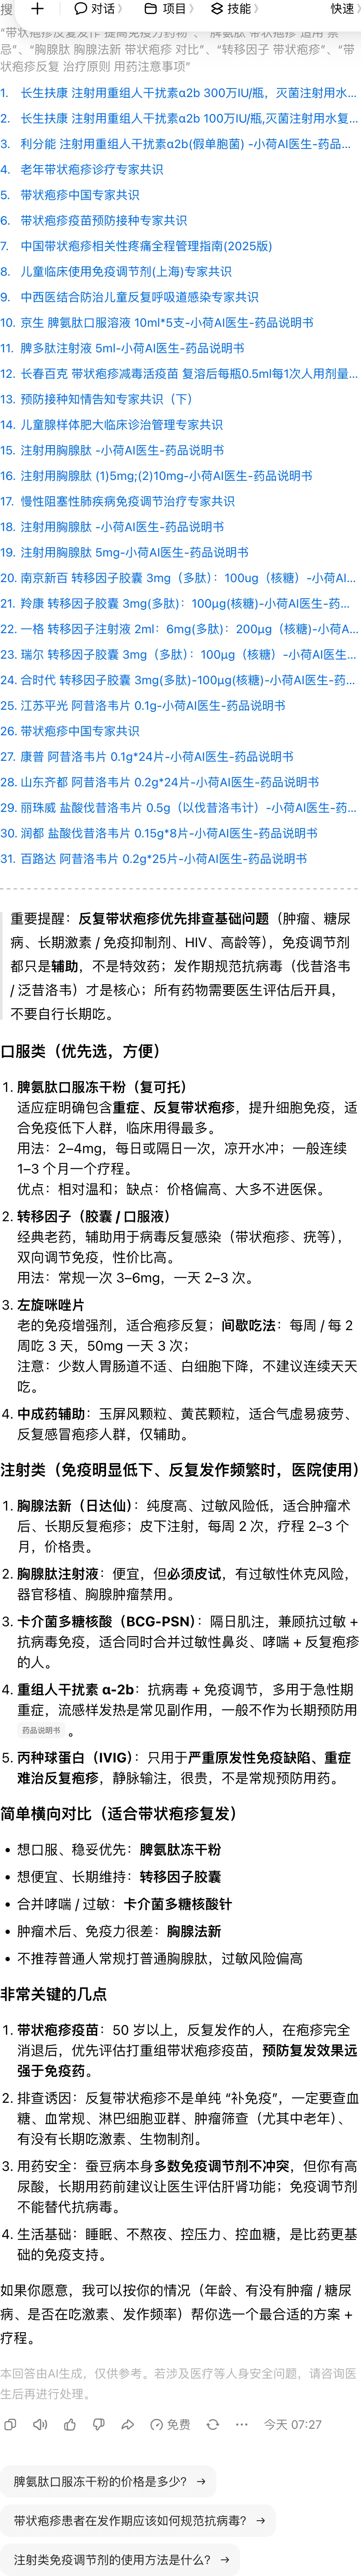 搜
对话 〉
项目 〉
技能 〉
快速
“带状疱疹反复发作 提高免疫力药物”、“脾氨肽 带状疱疹 适用 禁
忌”、“胸腺肽 胸腺法新 带状疱疹 对比”、“转移因子 带状疱疹”、“带
状疱疹反复 治疗原则 用药注意事项”
1. 长生扶康 注射用重组人干扰素α2b 300万IU/瓶，灭菌注射用水...
2. 长生扶康 注射用重组人干扰素α2b 100万IU/瓶,灭菌注射用水复...
3. 利分能 注射用重组人干扰素α2b(假单胞菌) -小荷AI医生-药品...
4. 老年带状疱疹诊疗专家共识
5. 带状疱疹中国专家共识
6. 带状疱疹疫苗预防接种专家共识
7. 中国带状疱疹相关性疼痛全程管理指南(2025版)
8. 儿童临床使用免疫调节剂(上海)专家共识
9. 中西医结合防治儿童反复呼吸道感染专家共识
10. 京生 脾氨肽口服溶液 10ml*5支-小荷AI医生-药品说明书
11. 脾多肽注射液 5ml-小荷AI医生-药品说明书
12. 长春百克 带状疱疹减毒活疫苗 复溶后每瓶0.5ml每1次人用剂量...
13. 预防接种知情告知专家共识（下）
14. 儿童腺样体肥大临床诊治管理专家共识
15. 注射用胸腺肽 -小荷AI医生-药品说明书
16. 注射用胸腺肽 (1)5mg;(2)10mg-小荷AI医生-药品说明书
17. 慢性阻塞性肺疾病免疫调节治疗专家共识
18. 注射用胸腺肽 -小荷AI医生-药品说明书
19. 注射用胸腺肽 5mg-小荷AI医生-药品说明书
20. 南京新百 转移因子胶囊 3mg（多肽）：100ug（核糖）-小荷AI...
21. 羚康 转移因子胶囊 3mg(多肽)：100μg(核糖)-小荷AI医生-药...
22. 一格 转移因子注射液 2ml：6mg(多肽)：200μg（核糖)-小荷A...
23. 瑞尔 转移因子胶囊 3mg（多肽）：100μg（核糖）-小荷AI医生...
24. 合时代 转移因子胶囊 3mg(多肽)-100μg(核糖)-小荷AI医生-药...
25. 江苏平光 阿昔洛韦片 0.1g-小荷AI医生-药品说明书
26. 带状疱疹中国专家共识
27. 康普 阿昔洛韦片 0.1g*24片-小荷AI医生-药品说明书
28. 山东齐都 阿昔洛韦片 0.2g*24片-小荷AI医生-药品说明书
29. 丽珠威 盐酸伐昔洛韦片 0.5g（以伐昔洛韦计）-小荷AI医生-药...
30. 润都 盐酸伐昔洛韦片 0.15g*8片-小荷AI医生-药品说明书
31. 百路达 阿昔洛韦片 0.2g*25片-小荷AI医生-药品说明书
重要提醒：反复带状疱疹优先排查基础问题（肿瘤、糖尿
病、长期激素 / 免疫抑制剂、HIV、高龄等），免疫调节剂
都只是辅助，不是特效药；发作期规范抗病毒（伐昔洛韦
/ 泛昔洛韦）才是核心；所有药物需要医生评估后开具，
不要自行长期吃。
口服类（优先选，方便）
1. 脾氨肽口服冻干粉（复可托）
适应症明确包含重症、反复带状疱疹，提升细胞免疫，适
合免疫低下人群，临床用得最多。
用法：2–4mg，每日或隔日一次，凉开水冲；一般连续
1–3 个月一个疗程。
优点：相对温和；缺点：价格偏高、大多不进医保。
2. 转移因子（胶囊 / 口服液）
经典老药，辅助用于病毒反复感染（带状疱疹、疣等），
双向调节免疫，性价比高。
用法：常规一次 3–6mg，一天 2–3 次。
3. 左旋咪唑片
老的免疫增强剂，适合疱疹反复；间歇吃法：每周 / 每 2
周吃 3 天，50mg 一天 3 次；
注意：少数人胃肠道不适、白细胞下降，不建议连续天天
吃。
4. 中成药辅助：玉屏风颗粒、黄芪颗粒，适合气虚易疲劳、
反复感冒疱疹人群，仅辅助。
注射类（免疫明显低下、反复发作频繁时，医院使用）
1. 胸腺法新（日达仙）：纯度高、过敏风险低，适合肿瘤术
后、长期反复疱疹；皮下注射，每周 2 次，疗程 2–3 个
月，价格贵。
2. 胸腺肽注射液：便宜，但必须皮试，有过敏性休克风险，
器官移植、胸腺肿瘤禁用。
3. 卡介菌多糖核酸（BCG-PSN）：隔日肌注，兼顾抗过敏 +
抗病毒免疫，适合同时合并过敏性鼻炎、哮喘 + 反复疱疹
的人。
4. 重组人干扰素 α-2b：抗病毒 + 免疫调节，多用于急性期
重症，流感样发热是常见副作用，一般不作为长期预防用
药品说明书 。
5. 丙种球蛋白（IVIG）：只用于严重原发性免疫缺陷、重症
难治反复疱疹，静脉输注，很贵，不是常规预防用药。
简单横向对比（适合带状疱疹复发）
• 想口服、稳妥优先：脾氨肽冻干粉
• 想便宜、长期维持：转移因子胶囊
• 合并哮喘 / 过敏：卡介菌多糖核酸针
• 肿瘤术后、免疫力很差：胸腺法新
• 不推荐普通人常规打普通胸腺肽，过敏风险偏高
非常关键的几点
1. 带状疱疹疫苗：50 岁以上，反复发作的人，在疱疹完全
消退后，优先评估打重组带状疱疹疫苗，预防复发效果远
强于免疫药。
2. 排查诱因：反复带状疱疹不是单纯 “补免疫”，一定要查血
糖、血常规、淋巴细胞亚群、肿瘤筛查（尤其中老年）、
有没有长期吃激素、生物制剂。
3. 用药安全：蚕豆病本身多数免疫调节剂不冲突，但你有高
尿酸，长期用药前建议让医生评估肝肾功能；免疫调节剂
不能替代抗病毒。
4. 生活基础：睡眠、不熬夜、控压力、控血糖，是比药更基
础的免疫支持。
如果你愿意，我可以按你的情况（年龄、有没有肿瘤 / 糖尿
病、是否在吃激素、发作频率）帮你选一个最合适的方案 +
疗程。
本回答由AI生成，仅供参考。若涉及医疗等人身安全问题，请咨询医
生后再进行处理。
免费
今天 07:27
脾氨肽口服冻干粉的价格是多少？ →
带状疱疹患者在发作期应该如何规范抗病毒？ →
注射类免疫调节剂的使用方法是什么？ →